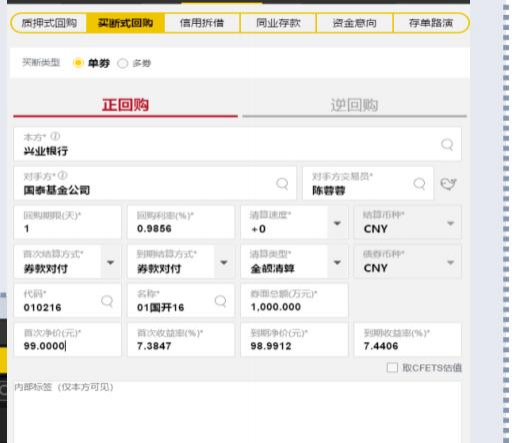 质押式回购 买断式回购 信用拆借 同业存款 资金意向 存单路演
买断类型 单券 多券
正回购 逆回购
本方*
兴业银行
对手方* 对手方交易员*
国泰基金公司 陈蓉蓉
回购期限(天)* 回购利率(%)* 清算速度* 结算币种*
1 0.9856 +0 CNY
首次结算方式* 到期结算方式* 清算类型* 债券币种*
券款对付 券款对付 全额清算 CNY
代码* 名称* 券面总额(万元)*
010216 01国开16 1,000.000
首次净价(元)* 首次收益率(%)* 到期净价(元)* 到期收益率(%)*
99.0000 7.3847 98.9912 7.4406
取CFETS估值
内部标签（仅本方可见）